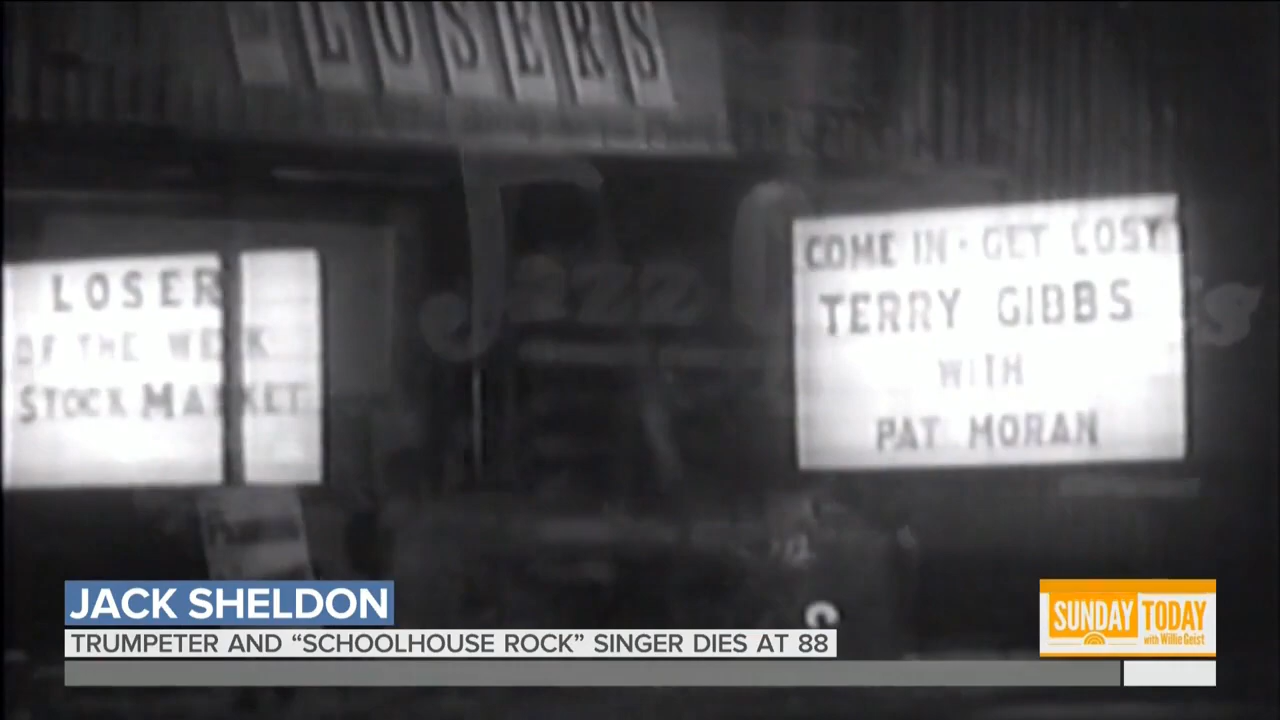 LOSERS
LOSER
OF THE WEEK
STOCK MARKET
Jazz
COME IN · GET LOST
TERRY GIBBS
WITH
PAT MORAN
JACK SHELDON
TRUMPETER AND “SCHOOLHOUSE ROCK” SINGER DIES AT 88
SUNDAY TODAY
with Willie Geist